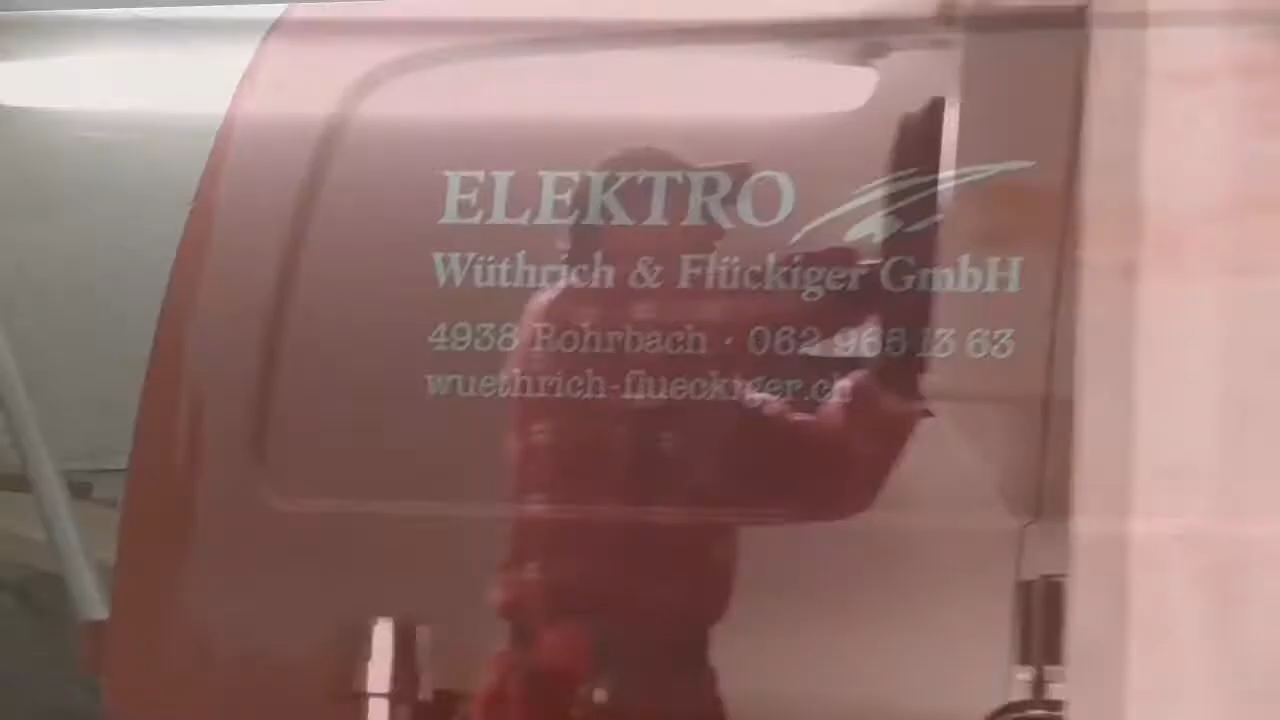 ELEKTRO
Wüthrich & Flückiger GmbH
4938 Rohrbach · 062 965 13 63
wuethrich-flueckiger.ch